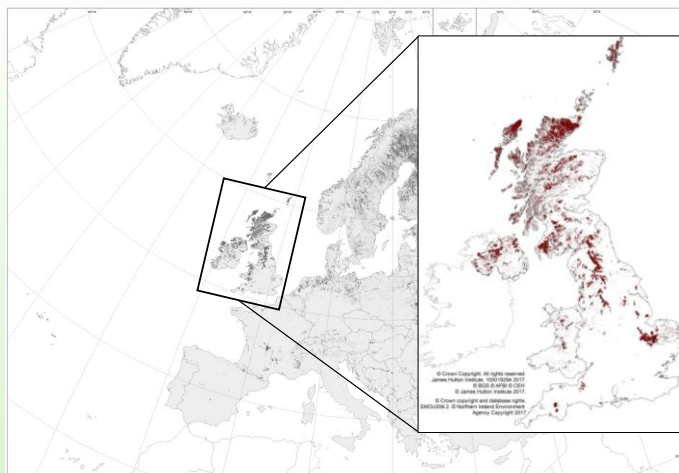 © Crown Copyright. All rights reserved
James Hutton Institute, 100019294 2017.
© BGS © AFBI © CEH
© James Hutton Institute 2017.
© Crown copyright and database rights
EMOU206.2. © Northern Ireland Environment
Agency Copyright 2017